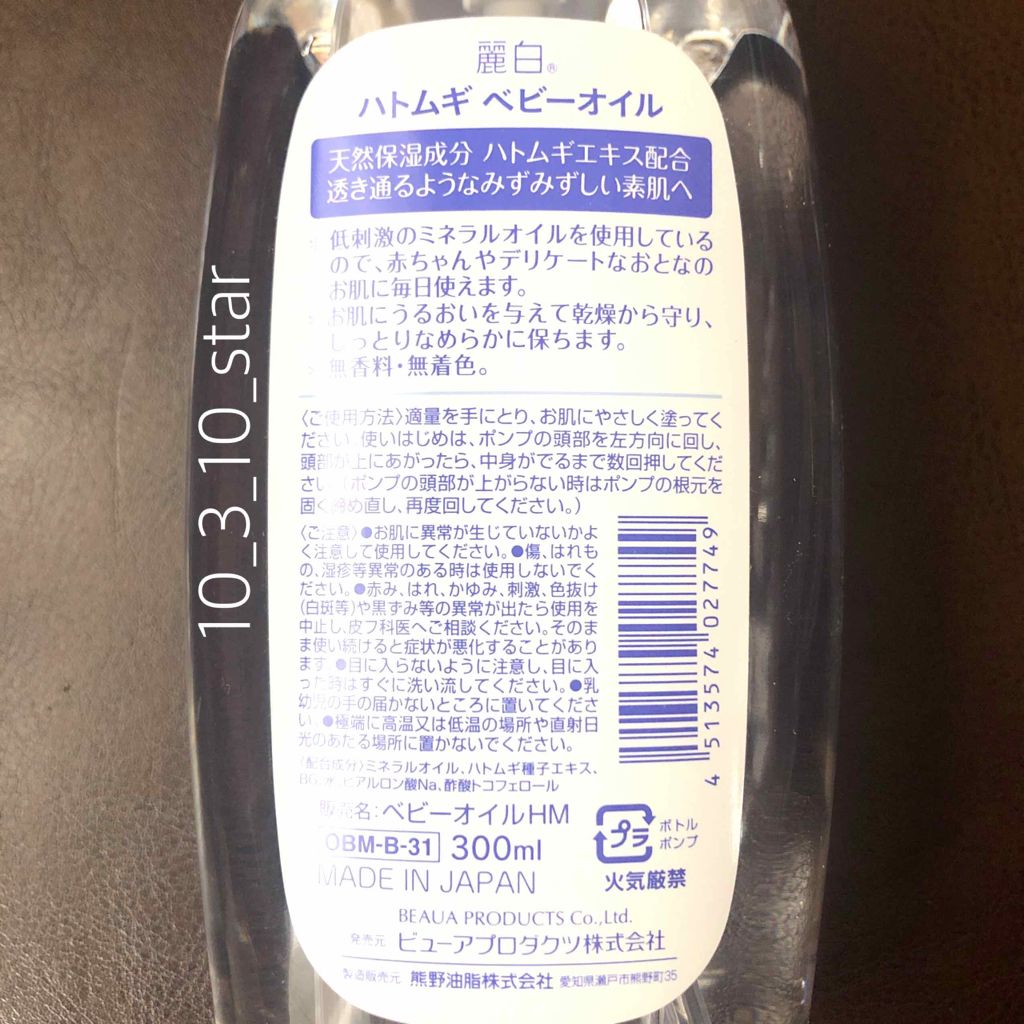 麗白®
ハトムギ ベビーオイル
天然保湿成分 ハトムギエキス配合
透き通るようなみずみずしい素肌へ
低刺激のミネラルオイルを使用している
ので、赤ちゃんやデリケートなおとなの
お肌に毎日使えます。
お肌にうるおいを与えて乾燥から守り、
しっとりなめらかに保ちます。
無香料・無着色。
〈ご使用方法〉適量を手にとり、お肌にやさしく塗ってく
ださい。使いはじめは、ポンプの頭部を左方向に回し、
頭部が上にあがったら、中身がでるまで数回押してくだ
さい。(ポンプの頭部が上がらない時はポンプの根元を
固く締め直し、再度回してください。)
〈ご注意〉●お肌に異常が生じていないかよ
く注意して使用してください。●傷、はれも
の、湿疹等異常のある時は使用しないでく
ださい。●赤み、はれ、かゆみ、刺激、色抜け
(白斑等)や黒ずみ等の異常が出たら使用を
中止し、皮フ科医へご相談ください。そのま
ま使い続けると症状が悪化することがあり
ます。●目に入らないように注意し、目に入
った時はすぐに洗い流してください。●乳
幼児の手の届かないところに置いてくださ
い。●極端に高温又は低温の場所や直射日
光のあたる場所に置かないでください。
〈配合成分〉ミネラルオイル、ハトムギ種子エキス、
BG、水、ヒアルロン酸Na、酢酸トコフェロール
4 513574 027749
販売名：ベビーオイルHM
OBM-B-31 300ml
MADE IN JAPAN
プラ
ボトル
ポンプ
火気厳禁
BEAUA PRODUCTS Co.,Ltd.
発売元 ビューアプロダクツ株式会社
製造販売元 熊野油脂株式会社 愛知県瀬戸市熊野町35
10_3_10_star